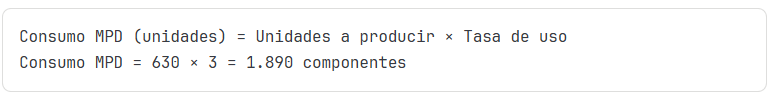 Consumo MPD (unidades) = Unidades a producir × Tasa de uso
Consumo MPD = 630 × 3 = 1.890 componentes